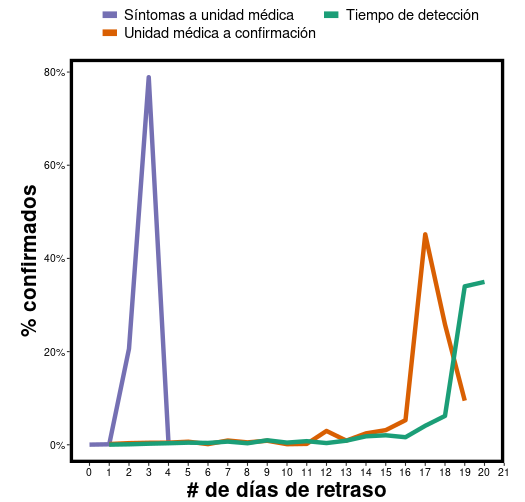 Síntomas a unidad médica
Tiempo de detección
Unidad médica a confirmación
80%
60%
40%
20%
0%
% confirmados
0 1 2 3 4 5 6 7 8 9 10 11 12 13 14 15 16 17 18 19 20 21
# de días de retraso